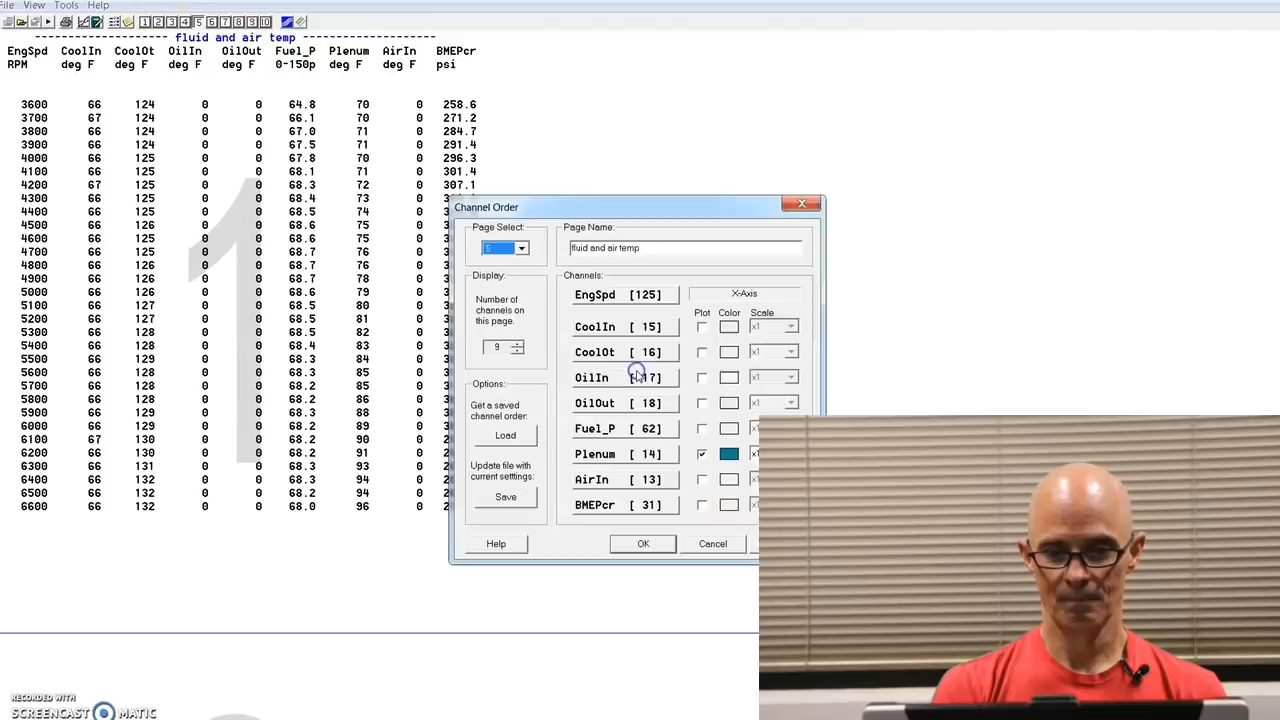 File View Tools Help
1 2 3 4 5 6 7 8 9 10
-------------------- fluid and air temp ---------------------
EngSpd CoolIn CoolOt OilIn OilOut Fuel_P Plenum AirIn BMEPcr
RPM deg F deg F deg F deg F 0-150p deg F deg F psi
3600 66 124 0 0 64.8 70 0 258.6
3700 67 124 0 0 66.1 70 0 271.2
3800 66 124 0 0 67.0 71 0 284.7
3900 66 124 0 0 67.5 71 0 291.4
4000 66 125 0 0 67.8 70 0 296.3
4100 66 125 0 0 68.1 71 0 301.4
4200 67 125 0 0 68.3 72 0 307.1
4300 66 125 0 0 68.4 73 0
4400 66 125 0 0 68.5 74 0
4500 66 126 0 0 68.6 75 0
4600 66 125 0 0 68.6 75 0
4700 66 125 0 0 68.7 76 0
4800 66 126 0 0 68.7 76 0
4900 66 126 0 0 68.7 78 0
5000 66 126 0 0 68.6 79 0
5100 66 127 0 0 68.5 80 0
5200 66 127 0 0 68.5 81 0
5300 66 128 0 0 68.5 82 0
5400 66 128 0 0 68.4 83 0
5500 66 129 0 0 68.3 84 0
5600 66 128 0 0 68.3 85 0
5700 66 128 0 0 68.2 85 0
5800 66 128 0 0 68.2 86 0
5900 66 129 0 0 68.3 88 0
6000 66 129 0 0 68.2 89 0
6100 67 130 0 0 68.2 90 0
6200 66 130 0 0 68.2 91 0
6300 66 131 0 0 68.3 93 0
6400 66 132 0 0 68.3 94 0
6500 66 132 0 0 68.2 94 0
6600 66 132 0 0 68.0 96 0
1
Channel Order
Page Select:
5
Page Name:
fluid and air temp
Display:
Number of
channels on
this page.
9
Options:
Get a saved
channel order:
Load
Update file with
current setttings:
Save
Channels:
EngSpd [125] X-Axis
Plot Color Scale
CoolIn [ 15] x1
CoolOt [ 16] x1
OilIn [ 17] x1
OilOut [ 18] x1
Fuel_P [ 62]
Plenum [ 14]
AirIn [ 13]
BMEPcr [ 31]
Help OK Cancel
RECORDED WITH
SCREENCAST MATIC